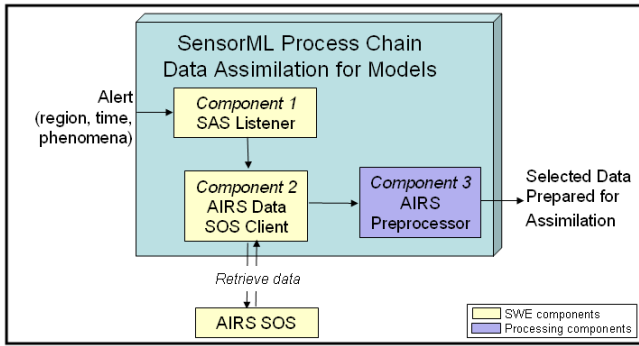 SensorML Process Chain
Data Assimilation for Models
Alert
(region, time,
phenomena)
Component 1
SAS Listener
Component 2
AIRS Data
SOS Client
Component 3
AIRS
Preprocessor
Selected Data
Prepared for
Assimilation
Retrieve data
AIRS SOS
SWE components
Processing components